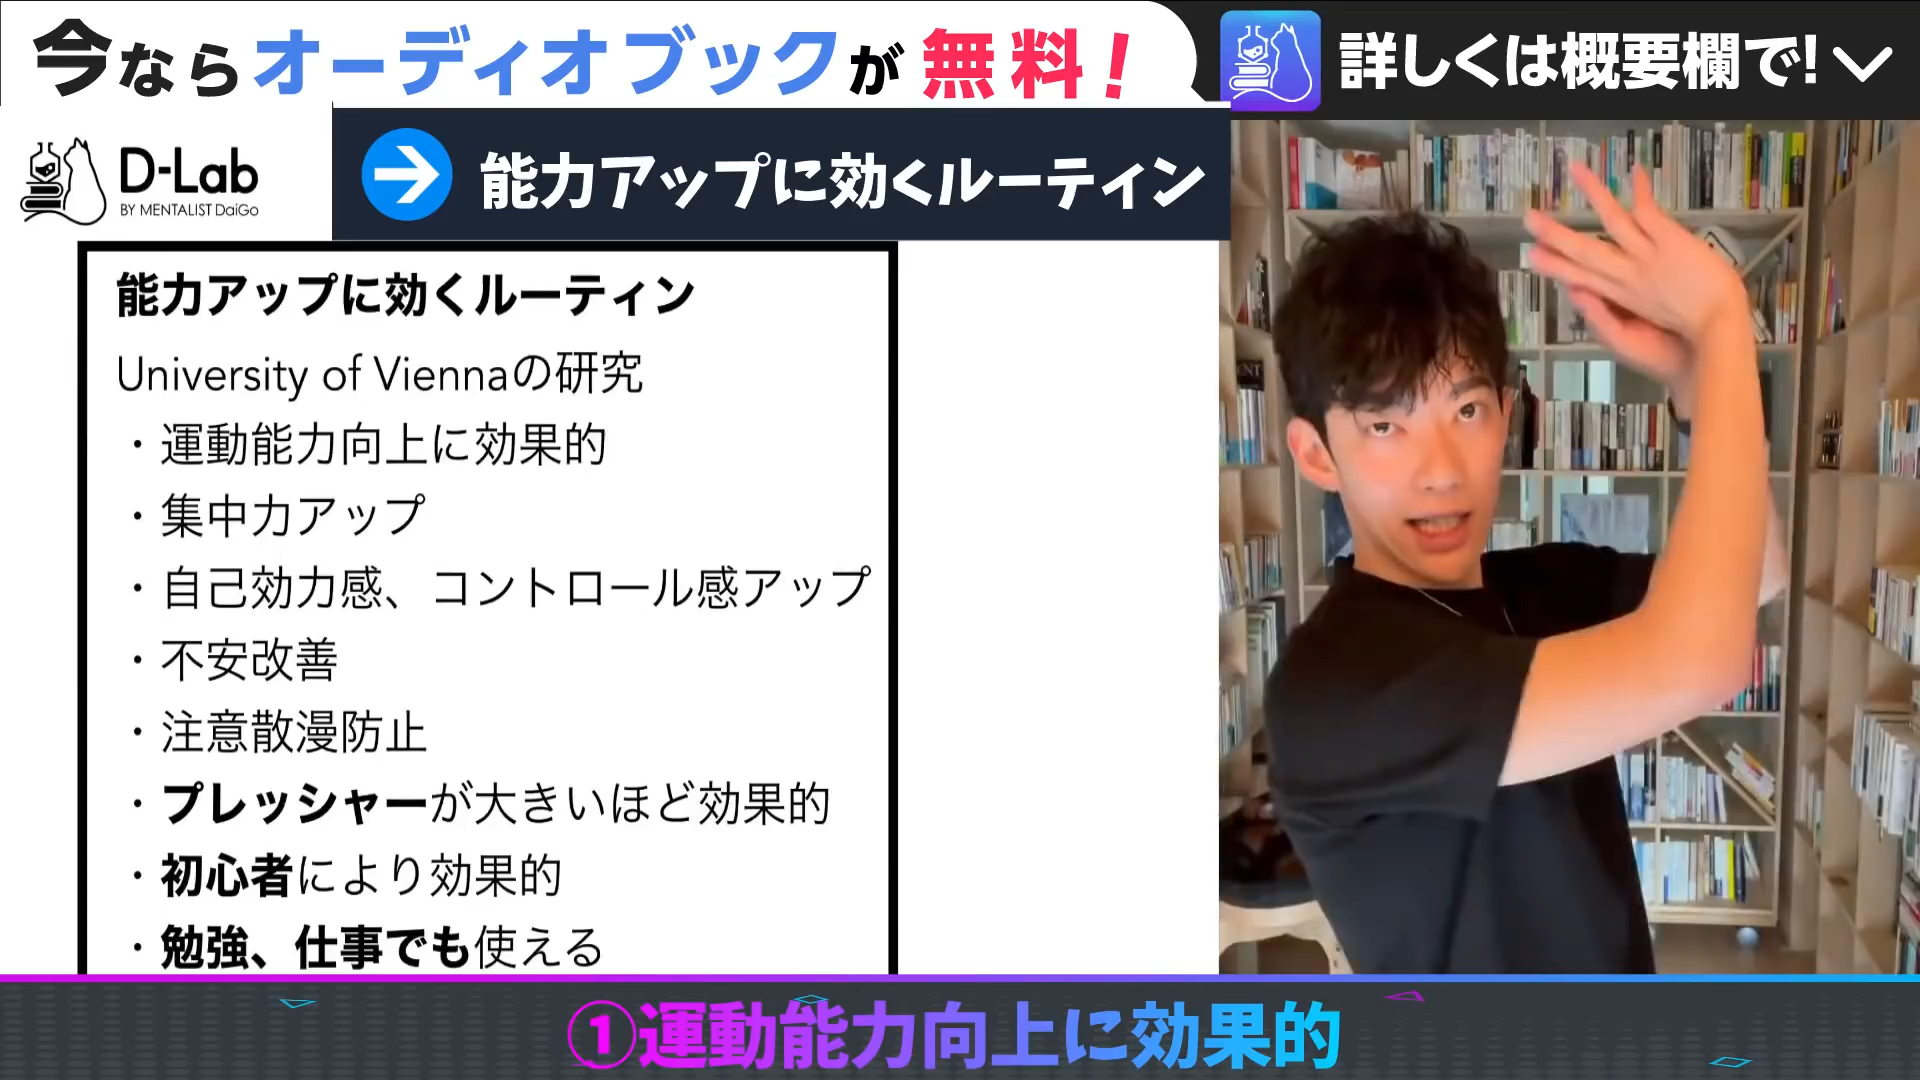 今ならオーディオブックが無料！
詳しくは概要欄で!
D-Lab
BY MENTALIST DaiGo
能力アップに効くルーティン
能力アップに効くルーティン
University of Viennaの研究
・運動能力向上に効果的
・集中力アップ
・自己効力感、コントロール感アップ
・不安改善
・注意散漫防止
・プレッシャーが大きいほど効果的
・初心者により効果的
・勉強、仕事でも使える
①運動能力向上に効果的